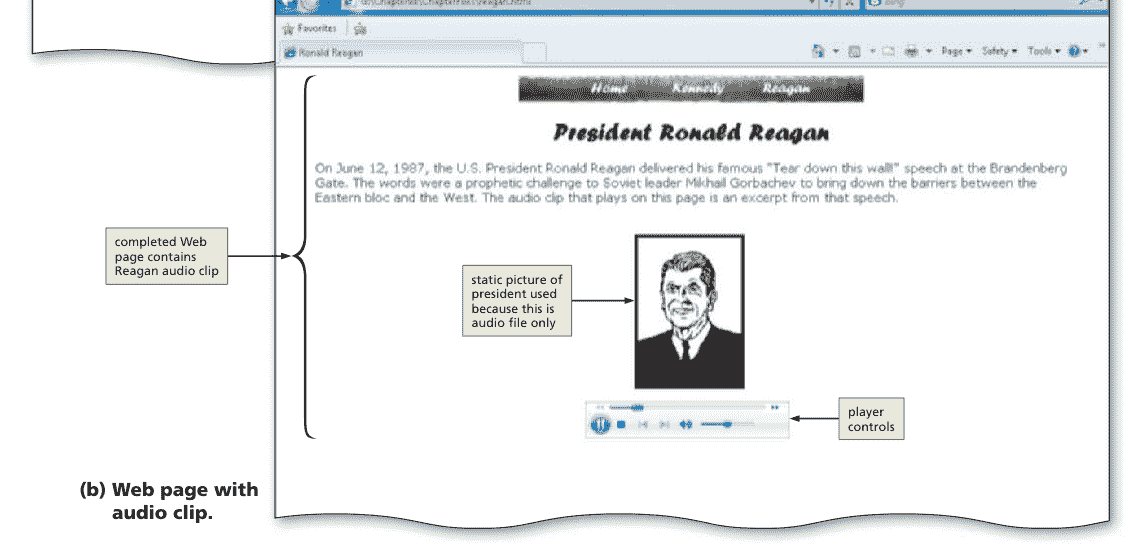 Favorites
Ronald Reagan
Page Safety Tools
Home Kennedy Reagan
President Ronald Reagan
On June 12, 1987, the U.S. President Ronald Reagan delivered his famous "Tear down this wall!" speech at the Brandenberg
Gate. The words were a prophetic challenge to Soviet leader Mikhail Gorbachev to bring down the barriers between the
Eastern bloc and the West. The audio clip that plays on this page is an excerpt from that speech.
completed Web
page contains
Reagan audio clip
static picture of
president used
because this is
audio file only
player
controls
(b) Web page with
audio clip.